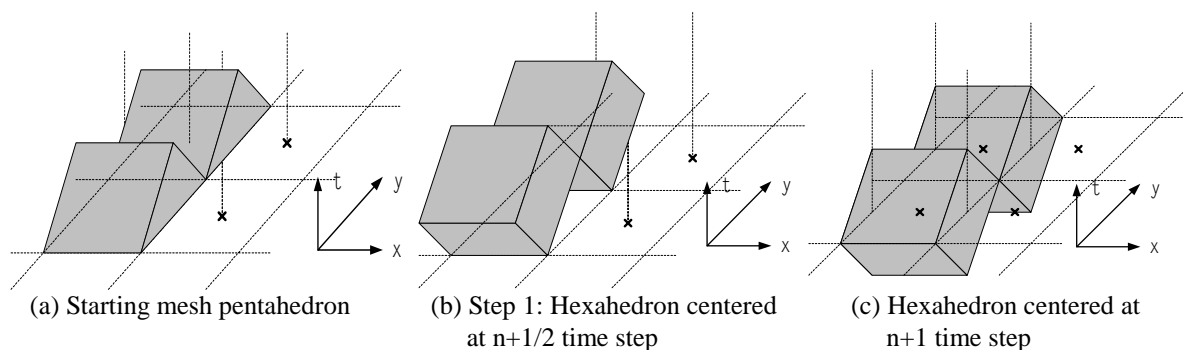 t
y
x
t
y
x
t
y
x
(a) Starting mesh pentahedron
(b) Step 1: Hexahedron centered
at n+1/2 time step
(c) Hexahedron centered at
n+1 time step